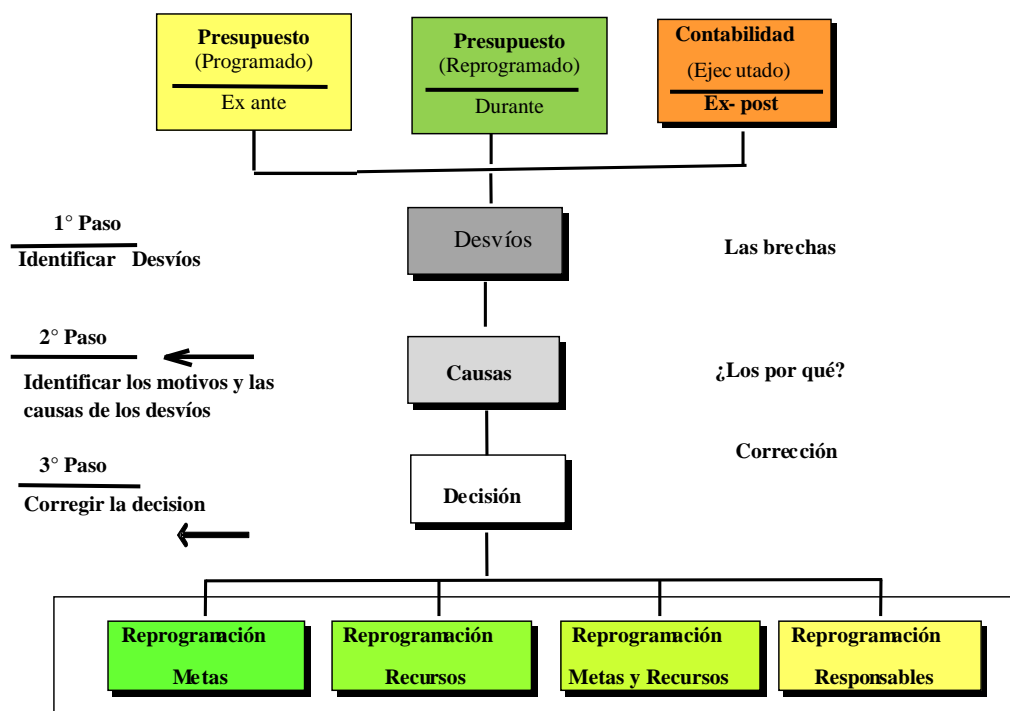 Presupuesto
(Programado)
Ex ante
Presupuesto
(Reprogramado)
Durante
Contabilidad
(Ejec utado)
Ex- post
1° Paso
Identificar Desvíos
Desvíos
Las brechas
2° Paso
Identificar los motivos y las
causas de los desvíos
Causas
¿Los por qué?
3° Paso
Corregir la decision
Decisión
Corrección
Reprogramación
Metas
Reprogramación
Recursos
Reprogramación
Metas y Recursos
Reprogramación
Responsables